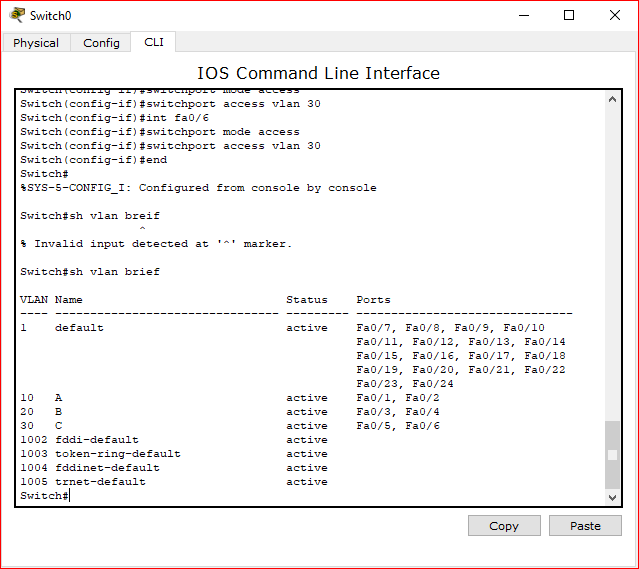 Switch0
Physical Config CLI
IOS Command Line Interface
Switch(config-if)#switchport mode access
Switch(config-if)#switchport access vlan 30
Switch(config-if)#int fa0/6
Switch(config-if)#switchport mode access
Switch(config-if)#switchport access vlan 30
Switch(config-if)#end
Switch#
%SYS-5-CONFIG_I: Configured from console by console
Switch#sh vlan breif
^
% Invalid input detected at '^' marker.
Switch#sh vlan brief
VLAN Name Status Ports
---- -------------------------------- --------- -------------------------------
1 default active Fa0/7, Fa0/8, Fa0/9, Fa0/10
Fa0/11, Fa0/12, Fa0/13, Fa0/14
Fa0/15, Fa0/16, Fa0/17, Fa0/18
Fa0/19, Fa0/20, Fa0/21, Fa0/22
Fa0/23, Fa0/24
10 A active Fa0/1, Fa0/2
20 B active Fa0/3, Fa0/4
30 C active Fa0/5, Fa0/6
1002 fddi-default active
1003 token-ring-default active
1004 fddinet-default active
1005 trnet-default active
Switch#
Copy Paste